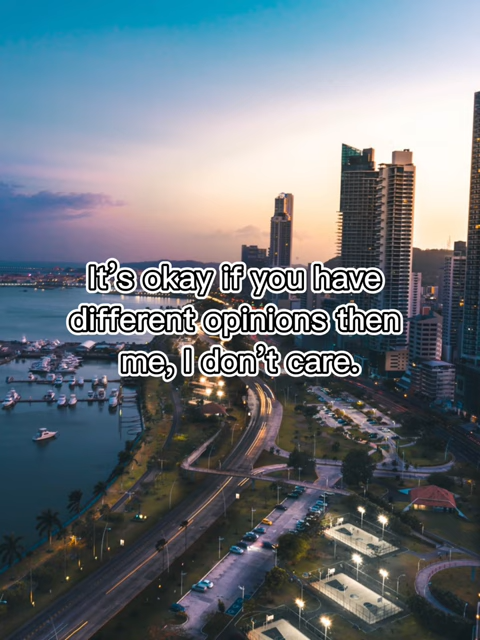 It’s okay if you have
different opinions then
me, I don’t care.